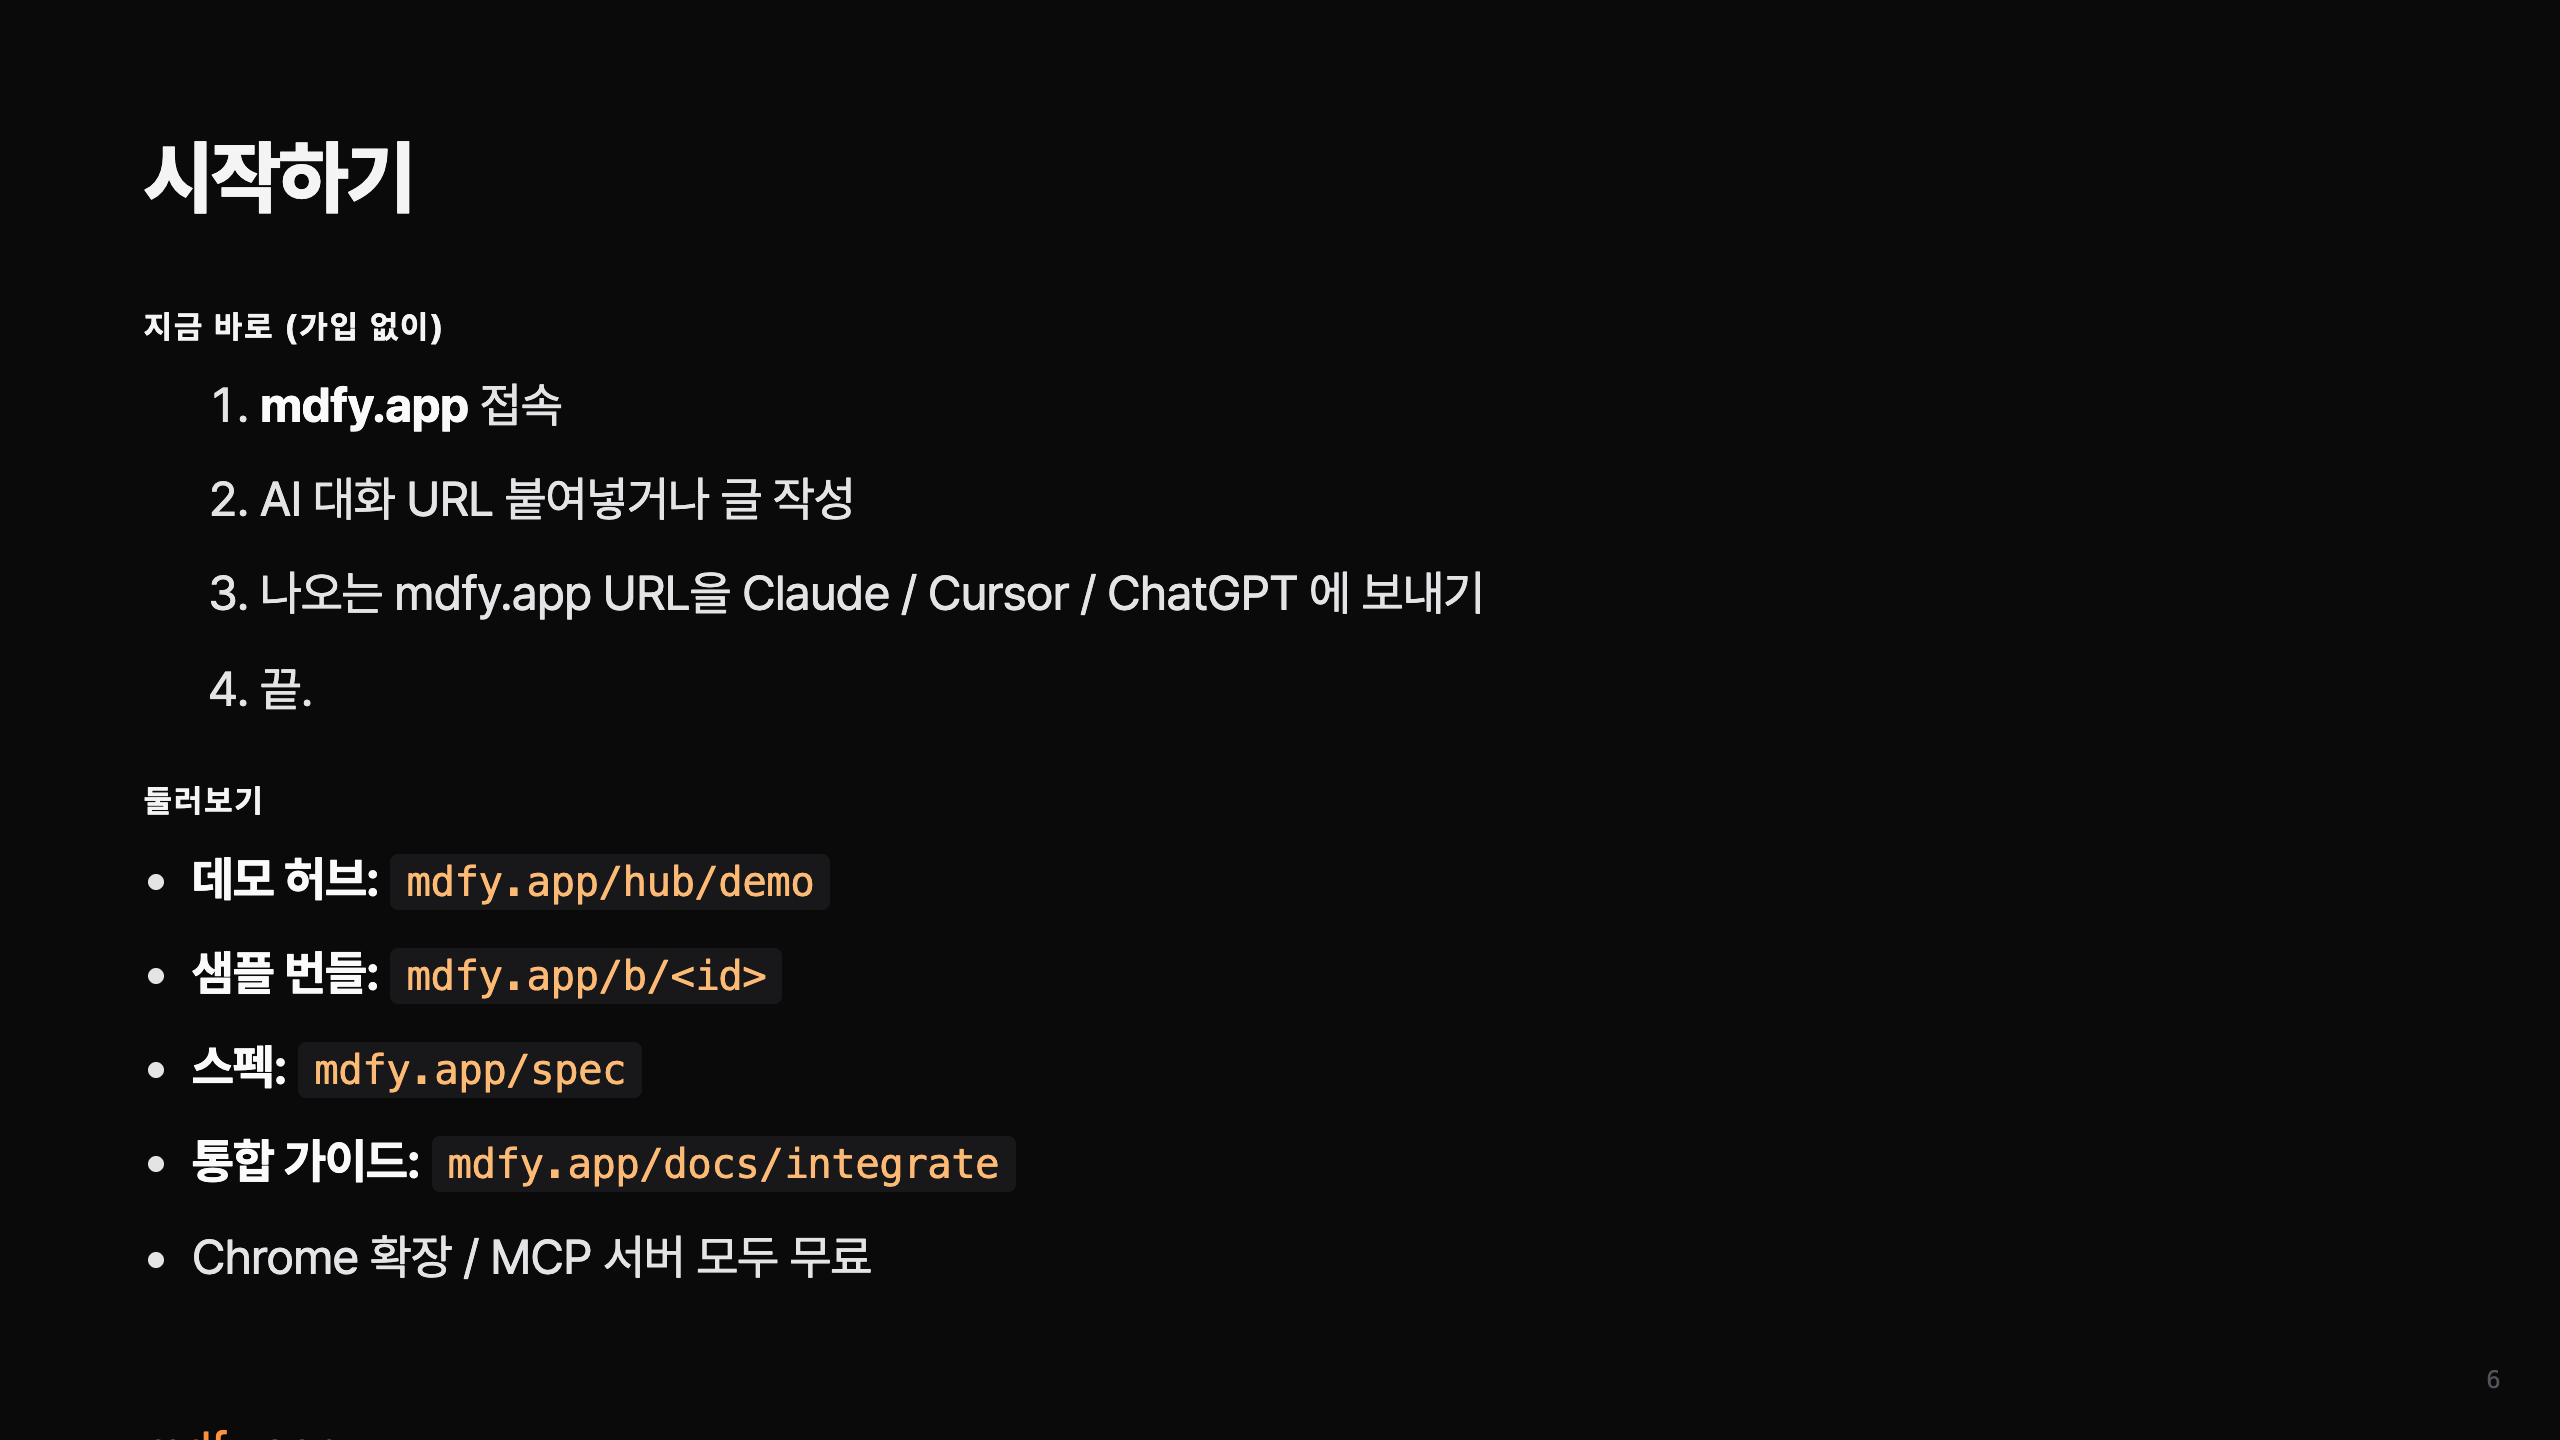 시작하기
지금 바로 (가입 없이)
1. mdfy.app 접속
2. AI 대화 URL 붙여넣거나 글 작성
3. 나오는 mdfy.app URL을 Claude / Cursor / ChatGPT 에 보내기
4. 끝.
둘러보기
• 데모 허브: mdfy.app/hub/demo
• 샘플 번들: mdfy.app/b/<id>
• 스펙: mdfy.app/spec
• 통합 가이드: mdfy.app/docs/integrate
• Chrome 확장 / MCP 서버 모두 무료
6